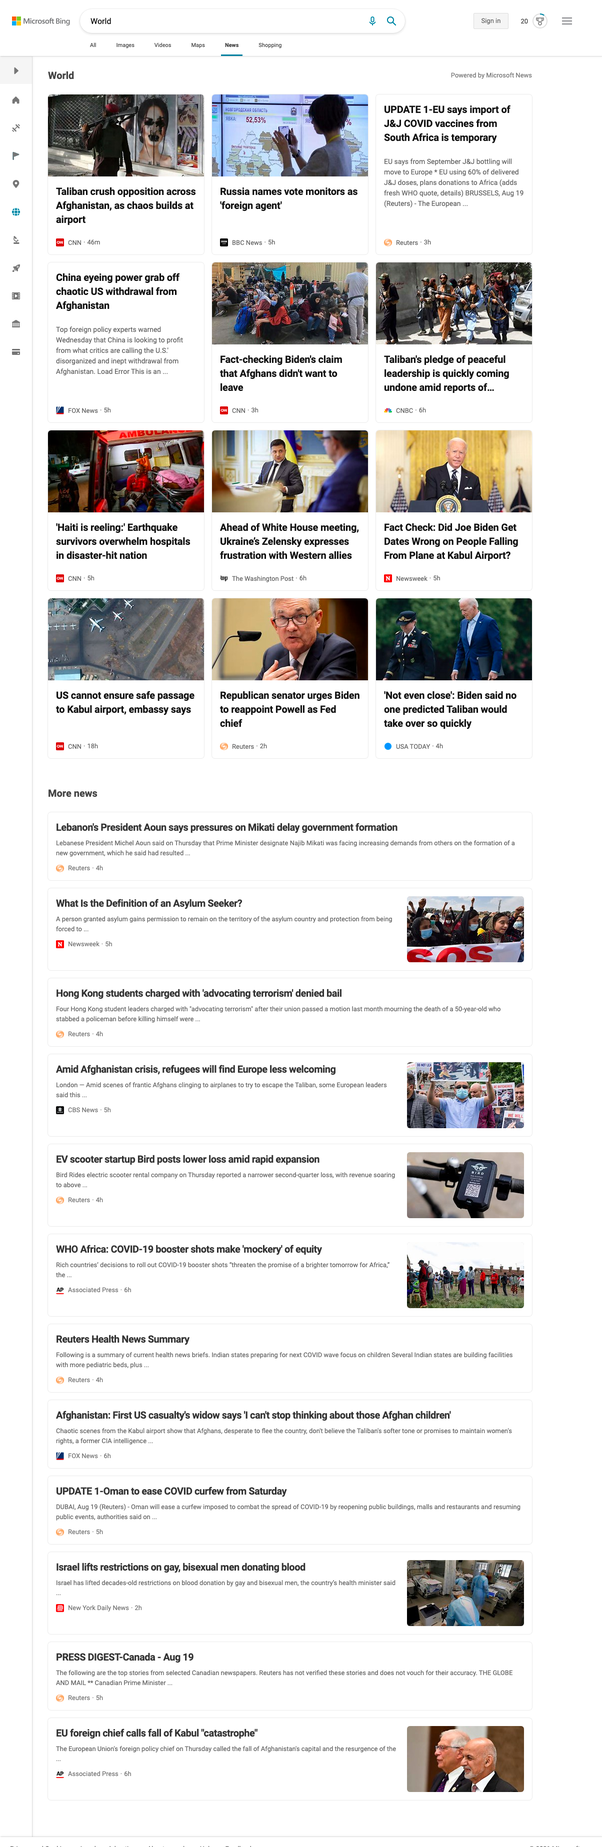 Microsoft Bing
World
Sign in
20
All
Images
Videos
Maps
News
Shopping
World
Powered by Microsoft News
Taliban crush opposition across
Afghanistan, as chaos builds at
airport
CNN · 46m
52,53%
Russia names vote monitors as
'foreign agent'
BBC News · 5h
UPDATE 1-EU says import of
J&J COVID vaccines from
South Africa is temporary
EU says from September J&J bottling will
move to Europe * EU using 60% of delivered
J&J doses, plans donations to Africa (adds
fresh WHO quote, details) BRUSSELS, Aug 19
(Reuters) - The European ...
Reuters · 3h
China eyeing power grab off
chaotic US withdrawal from
Afghanistan
Top foreign policy experts warned
Wednesday that China is looking to profit
from what critics are calling the U.S.'
disorganized and inept withdrawal from
Afghanistan. Load Error This is an ...
FOX News · 5h
Fact-checking Biden's claim
that Afghans didn't want to
leave
CNN · 3h
Taliban's pledge of peaceful
leadership is quickly coming
undone amid reports of...
CNBC · 6h
AMBULANCE
'Haiti is reeling:' Earthquake
survivors overwhelm hospitals
in disaster-hit nation
CNN · 5h
Ahead of White House meeting,
Ukraine's Zelensky expresses
frustration with Western allies
wp The Washington Post · 6h
Fact Check: Did Joe Biden Get
Dates Wrong on People Falling
From Plane at Kabul Airport?
N Newsweek · 5h
US cannot ensure safe passage
to Kabul airport, embassy says
CNN · 18h
Republican senator urges Biden
to reappoint Powell as Fed
chief
Reuters · 2h
'Not even close': Biden said no
one predicted Taliban would
take over so quickly
USA TODAY · 4h
More news
Lebanon's President Aoun says pressures on Mikati delay government formation
Lebanese President Michel Aoun said on Thursday that Prime Minister designate Najib Mikati was facing increasing demands from others on the formation of a
new government, which he said had resulted ...
Reuters · 4h
What Is the Definition of an Asylum Seeker?
A person granted asylum gains permission to remain on the territory of the asylum country and protection from being
forced to ...
N Newsweek · 5h
SOS
Hong Kong students charged with 'advocating terrorism' denied bail
Four Hong Kong student leaders charged with "advocating terrorism" after their union passed a motion last month mourning the death of a 50-year-old who
stabbed a policeman before killing himself were ...
Reuters · 4h
Amid Afghanistan crisis, refugees will find Europe less welcoming
London — Amid scenes of frantic Afghans clinging to airplanes to try to escape the Taliban, some European leaders
said this ...
CBS News · 5h
EV scooter startup Bird posts lower loss amid rapid expansion
Bird Rides electric scooter rental company on Thursday reported a narrower second-quarter loss, with revenue soaring
to above ...
Reuters · 4h
BIRD
WHO Africa: COVID-19 booster shots make 'mockery' of equity
Rich countries' decisions to roll out COVID-19 booster shots "threaten the promise of a brighter tomorrow for Africa,"
the ...
AP Associated Press · 6h
Reuters Health News Summary
Following is a summary of current health news briefs. Indian states preparing for next COVID wave focus on children Several Indian states are building facilities
with more pediatric beds, plus ...
Reuters · 4h
Afghanistan: First US casualty's widow says 'I can't stop thinking about those Afghan children'
Chaotic scenes from the Kabul airport show that Afghans, desperate to flee the country, don't believe the Taliban's softer tone or promises to maintain women's
rights, a former CIA intelligence ...
FOX News · 6h
UPDATE 1-Oman to ease COVID curfew from Saturday
DUBAI, Aug 19 (Reuters) - Oman will ease a curfew imposed to combat the spread of COVID-19 by reopening public buildings, malls and restaurants and resuming
public events, authorities said on ...
Reuters · 5h
Israel lifts restrictions on gay, bisexual men donating blood
Israel has lifted decades-old restrictions on blood donation by gay and bisexual men, the country's health minister said
...
New York Daily News · 2h
PRESS DIGEST-Canada - Aug 19
The following are the top stories from selected Canadian newspapers. Reuters has not verified these stories and does not vouch for their accuracy. THE GLOBE
AND MAIL ** Canadian Prime Minister ...
Reuters · 5h
EU foreign chief calls fall of Kabul "catastrophe"
The European Union's foreign policy chief on Thursday called the fall of Afghanistan's capital and the resurgence of the
...
AP Associated Press · 6h